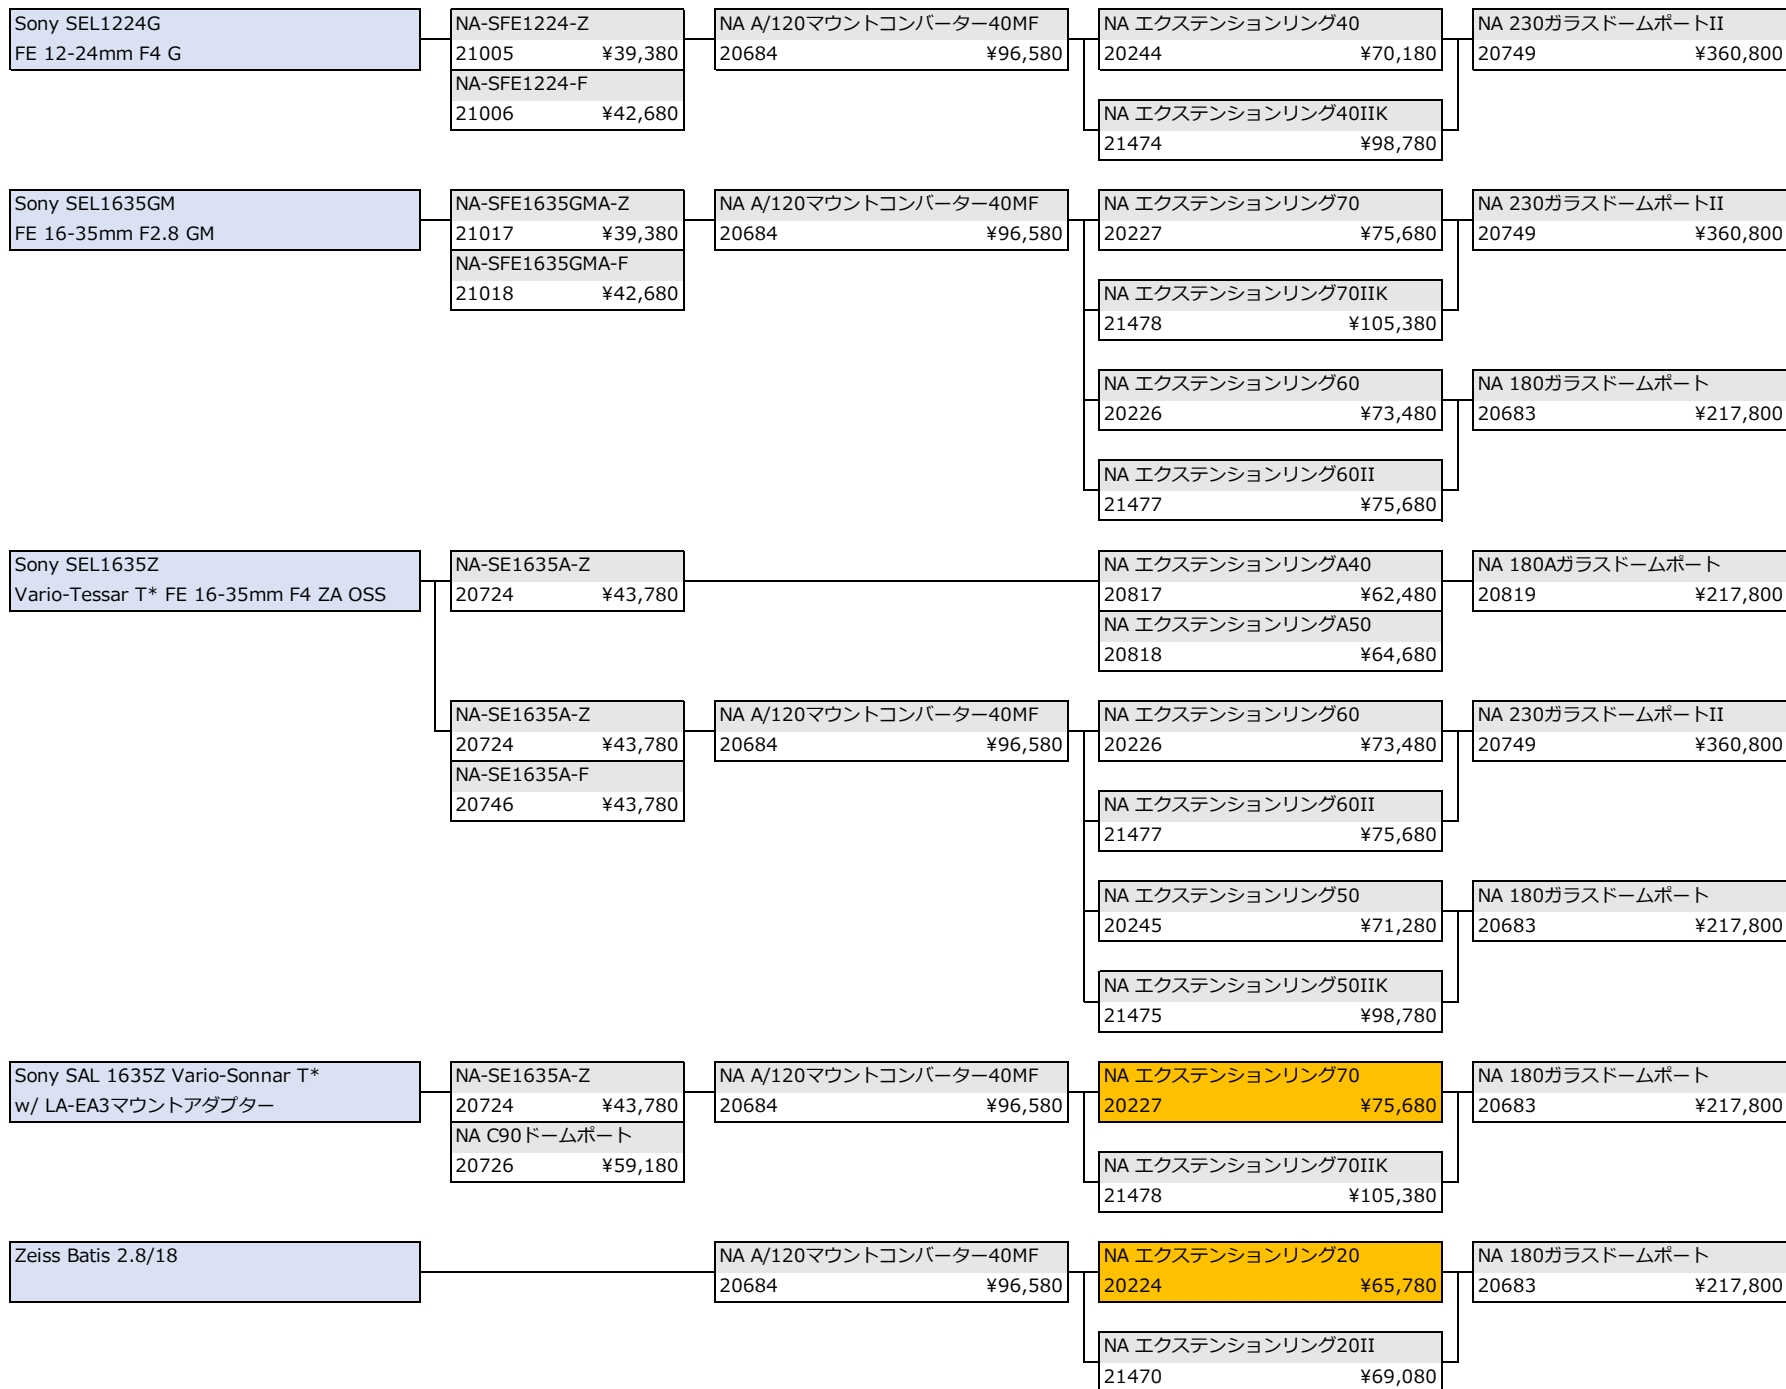 Sony SEL1224G
FE 12-24mm F4 G
NA-SFE1224-Z
21005 ¥39,380
NA-SFE1224-F
21006 ¥42,680
NA A/120マウントコンバーター40MF
20684 ¥96,580
NA エクステンションリング40
20244 ¥70,180
NA エクステンションリング40IIK
21474 ¥98,780
NA 230ガラスドームポートII
20749 ¥360,800
Sony SEL1635GM
FE 16-35mm F2.8 GM
NA-SFE1635GMA-Z
21017 ¥39,380
NA-SFE1635GMA-F
21018 ¥42,680
NA A/120マウントコンバーター40MF
20684 ¥96,580
NA エクステンションリング70
20227 ¥75,680
NA エクステンションリング70IIK
21478 ¥105,380
NA 230ガラスドームポートII
20749 ¥360,800
NA エクステンションリング60
20226 ¥73,480
NA エクステンションリング60II
21477 ¥75,680
NA 180ガラスドームポート
20683 ¥217,800
Sony SEL1635Z
Vario-Tessar T* FE 16-35mm F4 ZA OSS
NA-SE1635A-Z
20724 ¥43,780
NA エクステンションリングA40
20817 ¥62,480
NA エクステンションリングA50
20818 ¥64,680
NA 180Aガラスドームポート
20819 ¥217,800
NA-SE1635A-Z
20724 ¥43,780
NA-SE1635A-F
20746 ¥43,780
NA A/120マウントコンバーター40MF
20684 ¥96,580
NA エクステンションリング60
20226 ¥73,480
NA エクステンションリング60II
21477 ¥75,680
NA 230ガラスドームポートII
20749 ¥360,800
NA エクステンションリング50
20245 ¥71,280
NA エクステンションリング50IIK
21475 ¥98,780
NA 180ガラスドームポート
20683 ¥217,800
Sony SAL 1635Z Vario-Sonnar T*
w/ LA-EA3マウントアダプター
NA-SE1635A-Z
20724 ¥43,780
NA C90ドームポート
20726 ¥59,180
NA A/120マウントコンバーター40MF
20684 ¥96,580
NA エクステンションリング70
20227 ¥75,680
NA エクステンションリング70IIK
21478 ¥105,380
NA 180ガラスドームポート
20683 ¥217,800
Zeiss Batis 2.8/18
NA A/120マウントコンバーター40MF
20684 ¥96,580
NA エクステンションリング20
20224 ¥65,780
NA エクステンションリング20II
21470 ¥69,080
NA 180ガラスドームポート
20683 ¥217,800